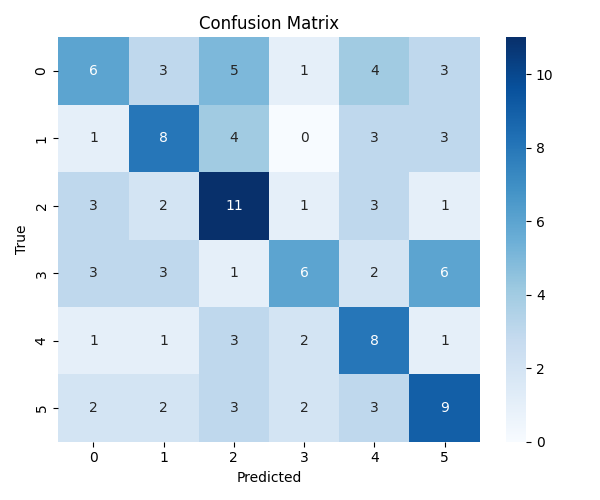 Confusion Matrix
True
0 6 3 5 1 4 3
1 1 8 4 0 3 3
2 3 2 11 1 3 1
3 3 3 1 6 2 6
4 1 1 3 2 8 1
5 2 2 3 2 3 9
0 1 2 3 4 5
Predicted
10
8
6
4
2
0